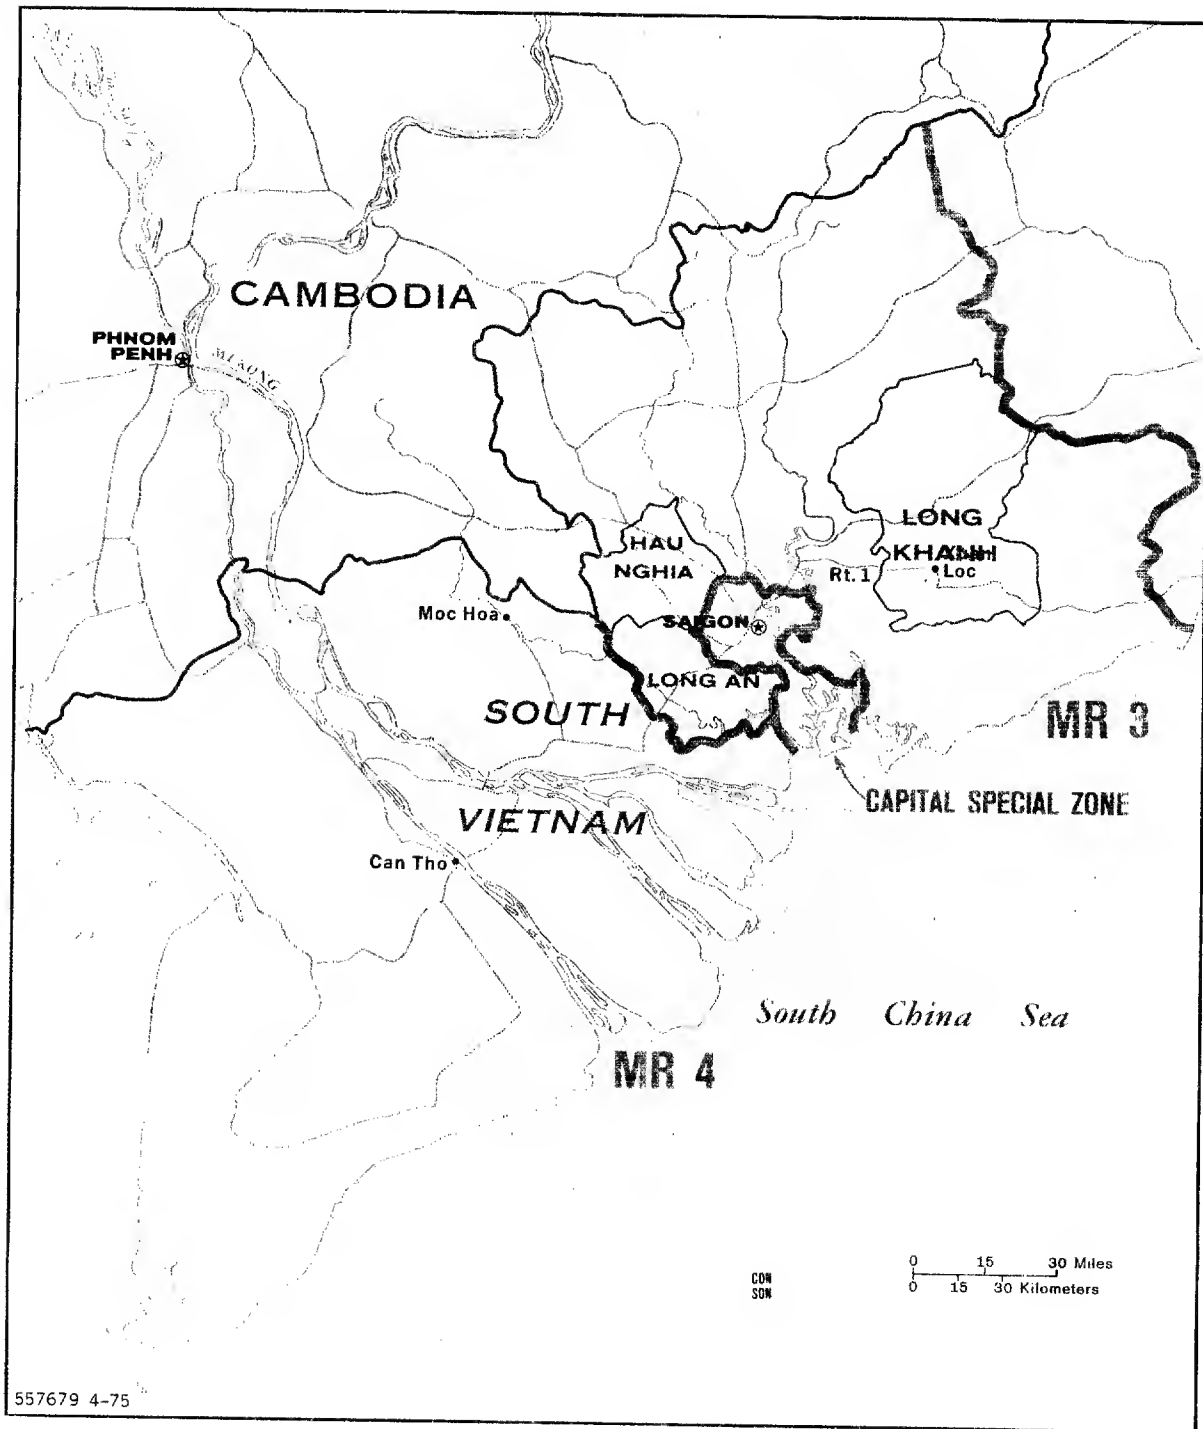 CAMBODIA
PHNOM
PENH
MEKONG
LONG
KHANH
Loc
Rt. 1
HAU
NGHIA
Moc Hoa
SAIGON
LONG AN
SOUTH
MR 3
CAPITAL SPECIAL ZONE
VIETNAM
Can Tho
South China Sea
MR 4
CON
SON
0 15 30 Miles
0 15 30 Kilometers
557679 4-75